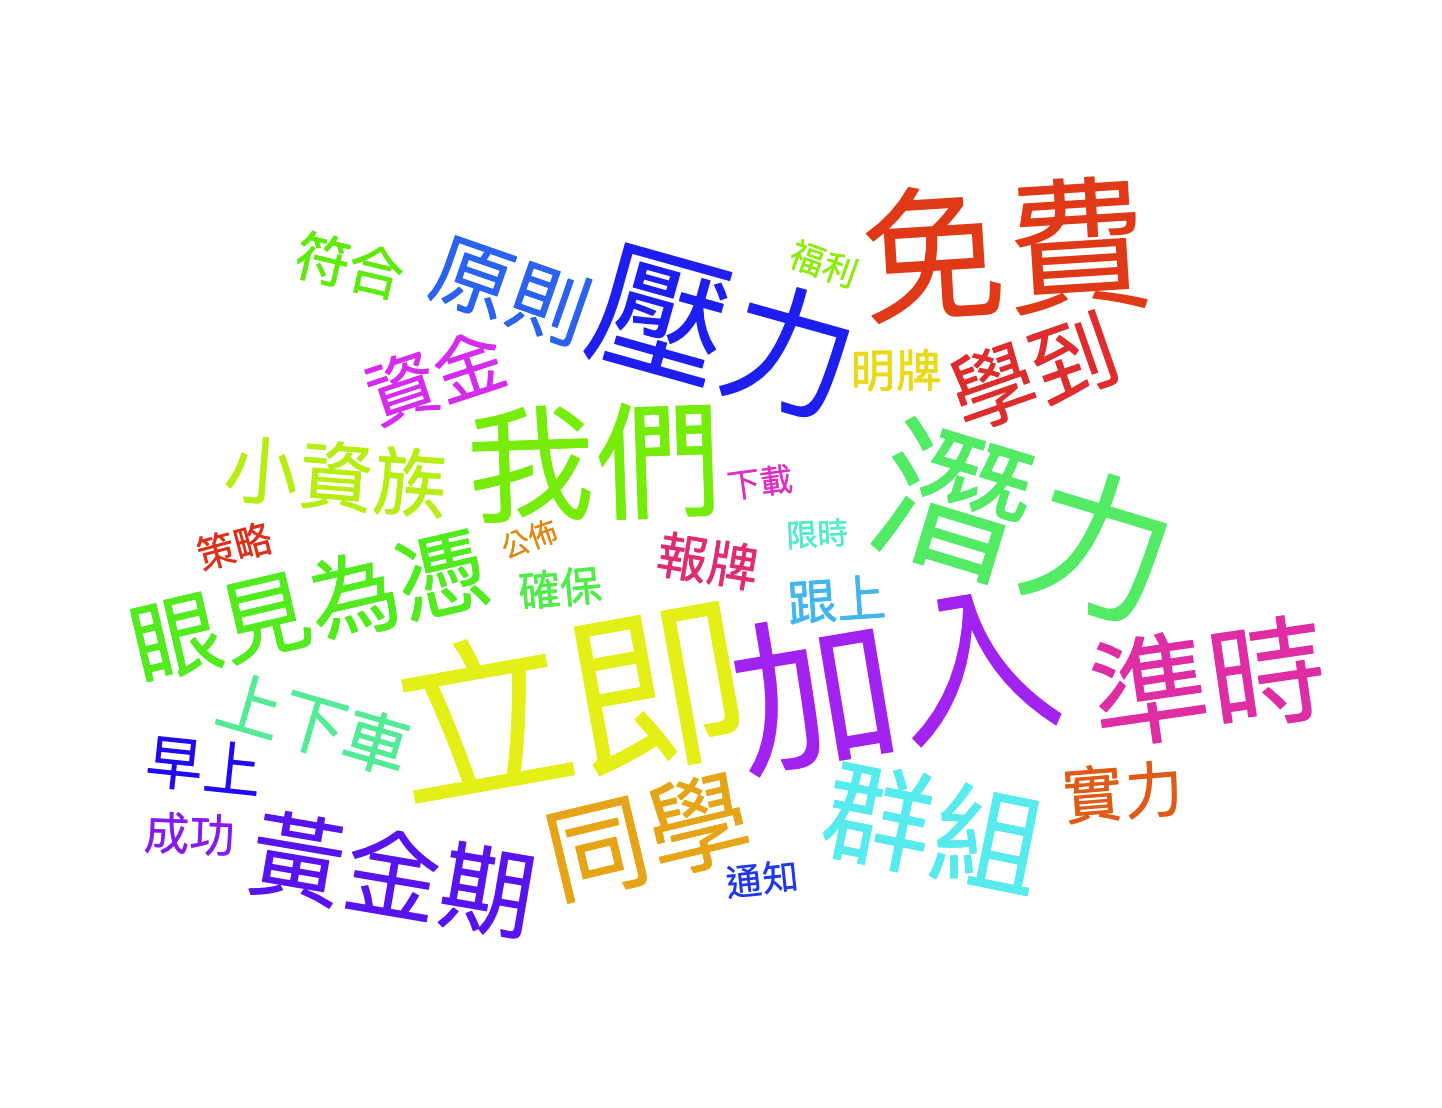 免費
符合
原則
壓力
福利
資金
明牌
學到
小資族
我們
下載
潛力
策略
公佈
限時
眼見為憑
確保
報牌
跟上
立即
加入
準時
上下車
早上
成功
黃金期
同學
通知
群組
實力